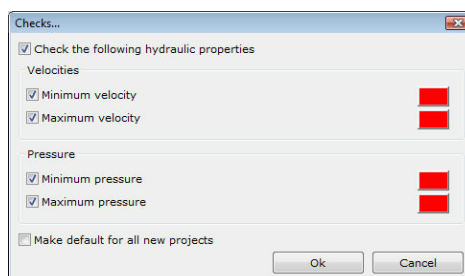 Checks...
Check the following hydraulic properties
Velocities
Minimum velocity
Maximum velocity
Pressure
Minimum pressure
Maximum pressure
Make default for all new projects
Ok Cancel